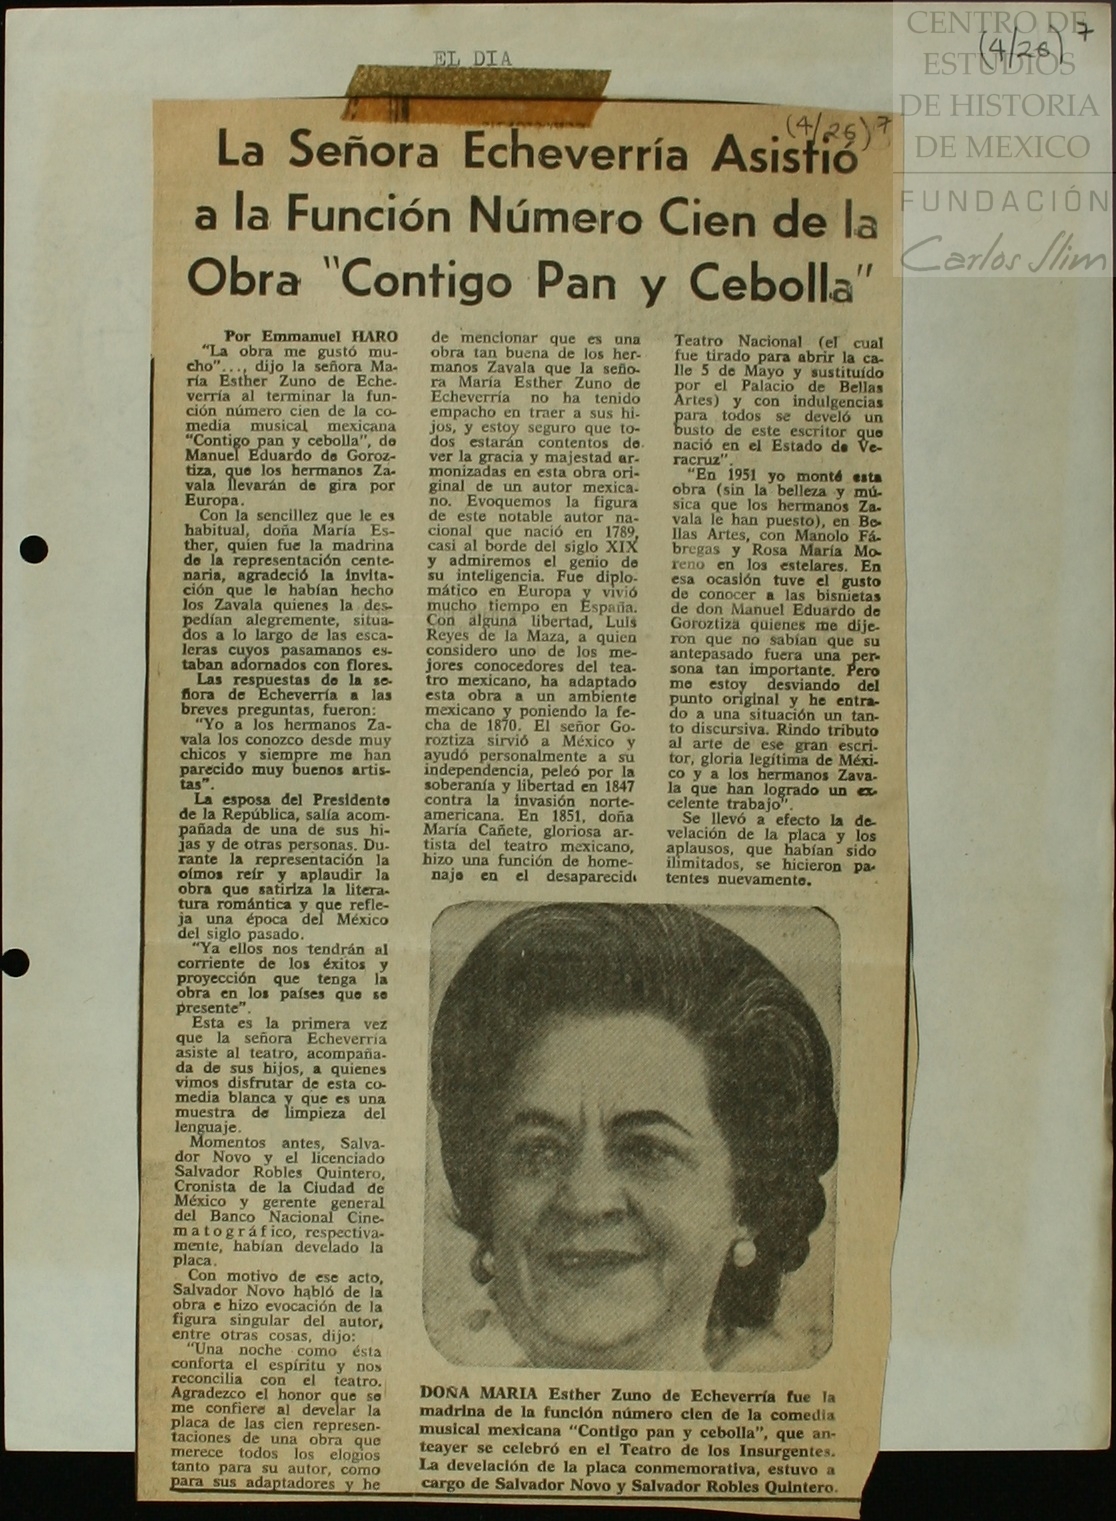 EL DIA
(4/26) 7
CENTRO DE
ESTUDIOS
DE HISTORIA
DE MEXICO
FUNDACIÓN
Carlos Slim
(4/26) 7
La Señora Echeverría Asistió
a la Función Número Cien de la
Obra "Contigo Pan y Cebolla"
Por Emmanuel HARO
"La obra me gustó mu-
cho"..., dijo la señora Ma-
ría Esther Zuno de Eche-
verría al terminar la fun-
ción número cien de la co-
media musical mexicana
"Contigo pan y cebolla", de
Manuel Eduardo de Goroz-
tiza, que los hermanos Za-
vala llevarán de gira por
Europa.
Con la sencillez que le es
habitual, doña María Es-
ther, quien fue la madrina
de la representación cente-
naria, agradeció la invita-
ción que le habían hecho
los Zavala quienes la des-
pedían alegremente, situa-
dos a lo largo de las esca-
leras cuyos pasamanos es-
taban adornados con flores.
Las respuestas de la se-
ñora de Echeverría a las
breves preguntas, fueron:
"Yo a los hermanos Za-
vala los conozco desde muy
chicos y siempre me han
parecido muy buenos artis-
tas".
La esposa del Presidente
de la República, salía acom-
pañada de una de sus hi-
jas y de otras personas. Du-
rante la representación la
oímos reír y aplaudir la
obra que satiriza la litera-
tura romántica y que refle-
ja una época del México
del siglo pasado.
"Ya ellos nos tendrán al
corriente de los éxitos y
proyección que tenga la
obra en los países que se
presente".
Esta es la primera vez
que la señora Echeverría
asiste al teatro, acompaña-
da de sus hijos, a quienes
vimos disfrutar de esta co-
media blanca y que es una
muestra de limpieza del
lenguaje.
Momentos antes, Salva-
dor Novo y el licenciado
Salvador Robles Quintero,
Cronista de la Ciudad de
México y gerente general
del Banco Nacional Cine-
matográfico, respectiva-
mente, habían develado la
placa.
Con motivo de ese acto,
Salvador Novo habló de la
obra e hizo evocación de la
figura singular del autor,
entre otras cosas, dijo:
"Una noche como ésta
conforta el espíritu y nos
reconcilia con el teatro.
Agradezco el honor que se
me confiere al develar la
placa de las cien represen-
taciones de una obra que
merece todos los elogios
tanto para su autor, como
para sus adaptadores y he
de mencionar que es una
obra tan buena de los her-
manos Zavala que la seño-
ra María Esther Zuno de
Echeverría no ha tenido
empacho en traer a sus hi-
jos, y estoy seguro que to-
dos estarán contentos de
ver la gracia y majestad ar-
monizadas en esta obra ori-
ginal de un autor mexica-
no. Evoquemos la figura
de este notable autor na-
cional que nació en 1789,
casi al borde del siglo XIX
y admiremos el genio de
su inteligencia. Fue diplo-
mático en Europa y vivió
mucho tiempo en España.
Con alguna libertad, Luis
Reyes de la Maza, a quien
considero uno de los me-
jores conocedores del tea-
tro mexicano, ha adaptado
esta obra a un ambiente
mexicano y poniendo la fe-
cha de 1870. El señor Go-
roztiza sirvió a México y
ayudó personalmente a su
independencia, peleó por la
soberanía y libertad en 1847
contra la invasión norte-
americana. En 1851, doña
María Cañete, gloriosa ar-
tista del teatro mexicano,
hizo una función de home-
naje en el desaparecid
Teatro Nacional (el cual
fue tirado para abrir la ca-
lle 5 de Mayo y sustituído
por el Palacio de Bellas
Artes) y con indulgencias
para todos se develó un
busto de este escritor que
nació en el Estado de Ve-
racruz".
"En 1951 yo monté esta
obra (sin la belleza y mú-
sica que los hermanos Za-
vala le han puesto), en Be-
llas Artes, con Manolo Fá-
bregas y Rosa María Mo-
reno en los estelares. En
esa ocasión tuve el gusto
de conocer a las bisnietas
de don Manuel Eduardo de
Goroztiza quienes me dije-
ron que no sabían que su
antepasado fuera una per-
sona tan importante. Pero
me estoy desviando del
punto original y he entra-
do a una situación un tan-
to discursiva. Rindo tributo
al arte de ese gran escri-
tor, gloria legítima de Méxi-
co y a los hermanos Zava-
la que han logrado un ex-
celente trabajo".
Se llevó a efecto la de-
velación de la placa y los
aplausos, que habían sido
ilimitados, se hicieron pa-
tentes nuevamente.
DOÑA MARIA Esther Zuno de Echeverría fue la
madrina de la función número cien de la comedia
musical mexicana "Contigo pan y cebolla", que an-
teayer se celebró en el Teatro de los Insurgentes.
La develación de la placa conmemorativa, estuvo a
cargo de Salvador Novo y Salvador Robles Quintero.